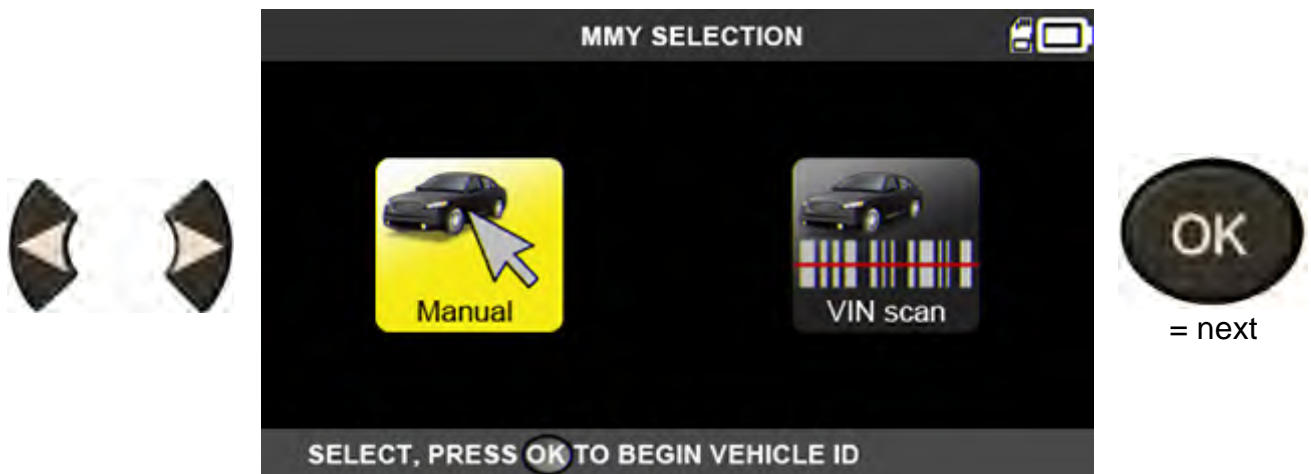 MMY SELECTION
Manual
VIN scan
OK
= next
SELECT, PRESS OK TO BEGIN VEHICLE ID